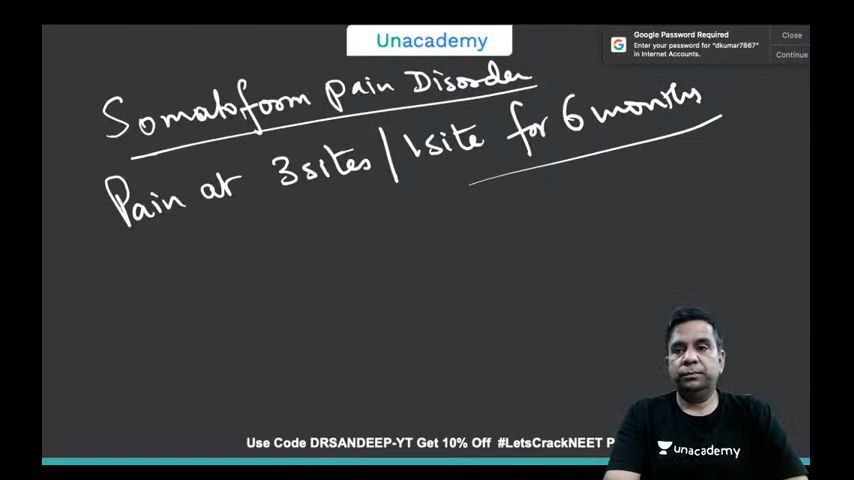 Unacademy
Google Password Required
Enter your password for "dkumar7867"
in Internet Accounts.
Close
Continue
Somatoform pain Disorder
Pain at 3 sites / 1 site for 6 months
unacademy
Use Code DRSANDEEP-YT Get 10% Off #LetsCrackNEET P